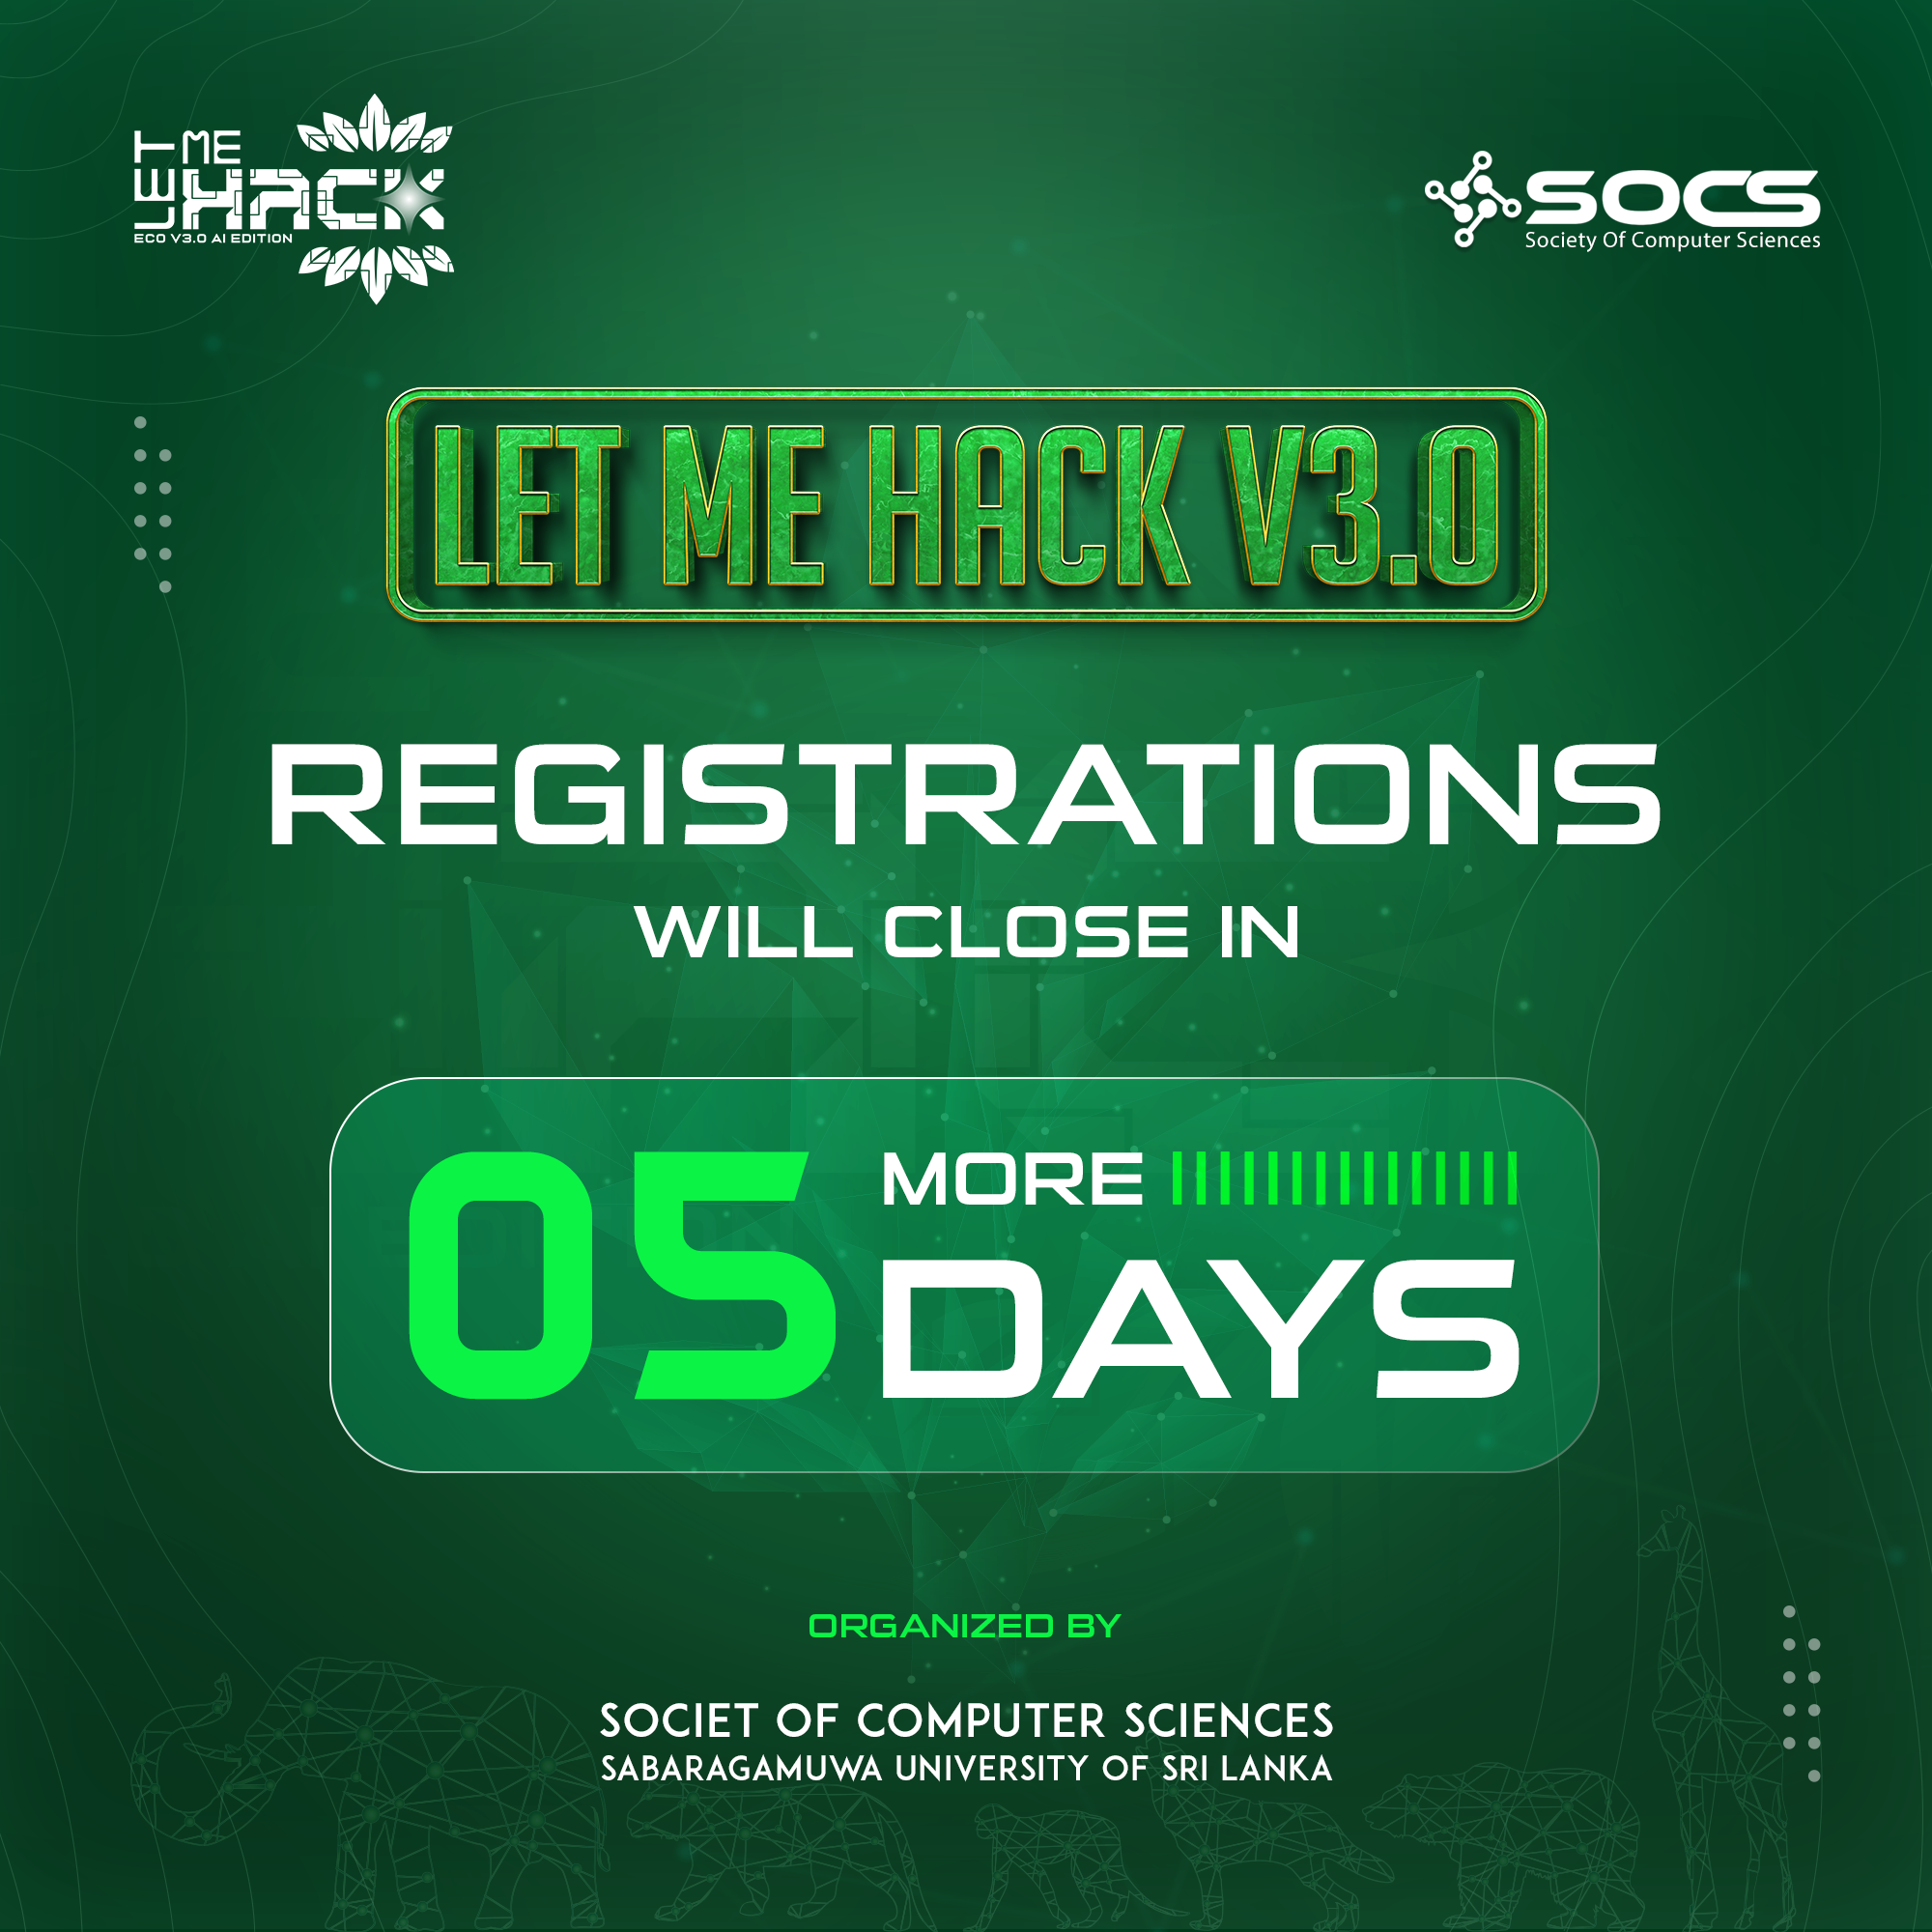 LET ME
HACK
ECO V3.0 AI EDITION
SOCS
Society Of Computer Sciences
LET ME HACK V3.0
REGISTRATIONS
WILL CLOSE IN
05 MORE
DAYS
ORGANIZED BY
SOCIET OF COMPUTER SCIENCES
SABARAGAMUWA UNIVERSITY OF SRI LANKA